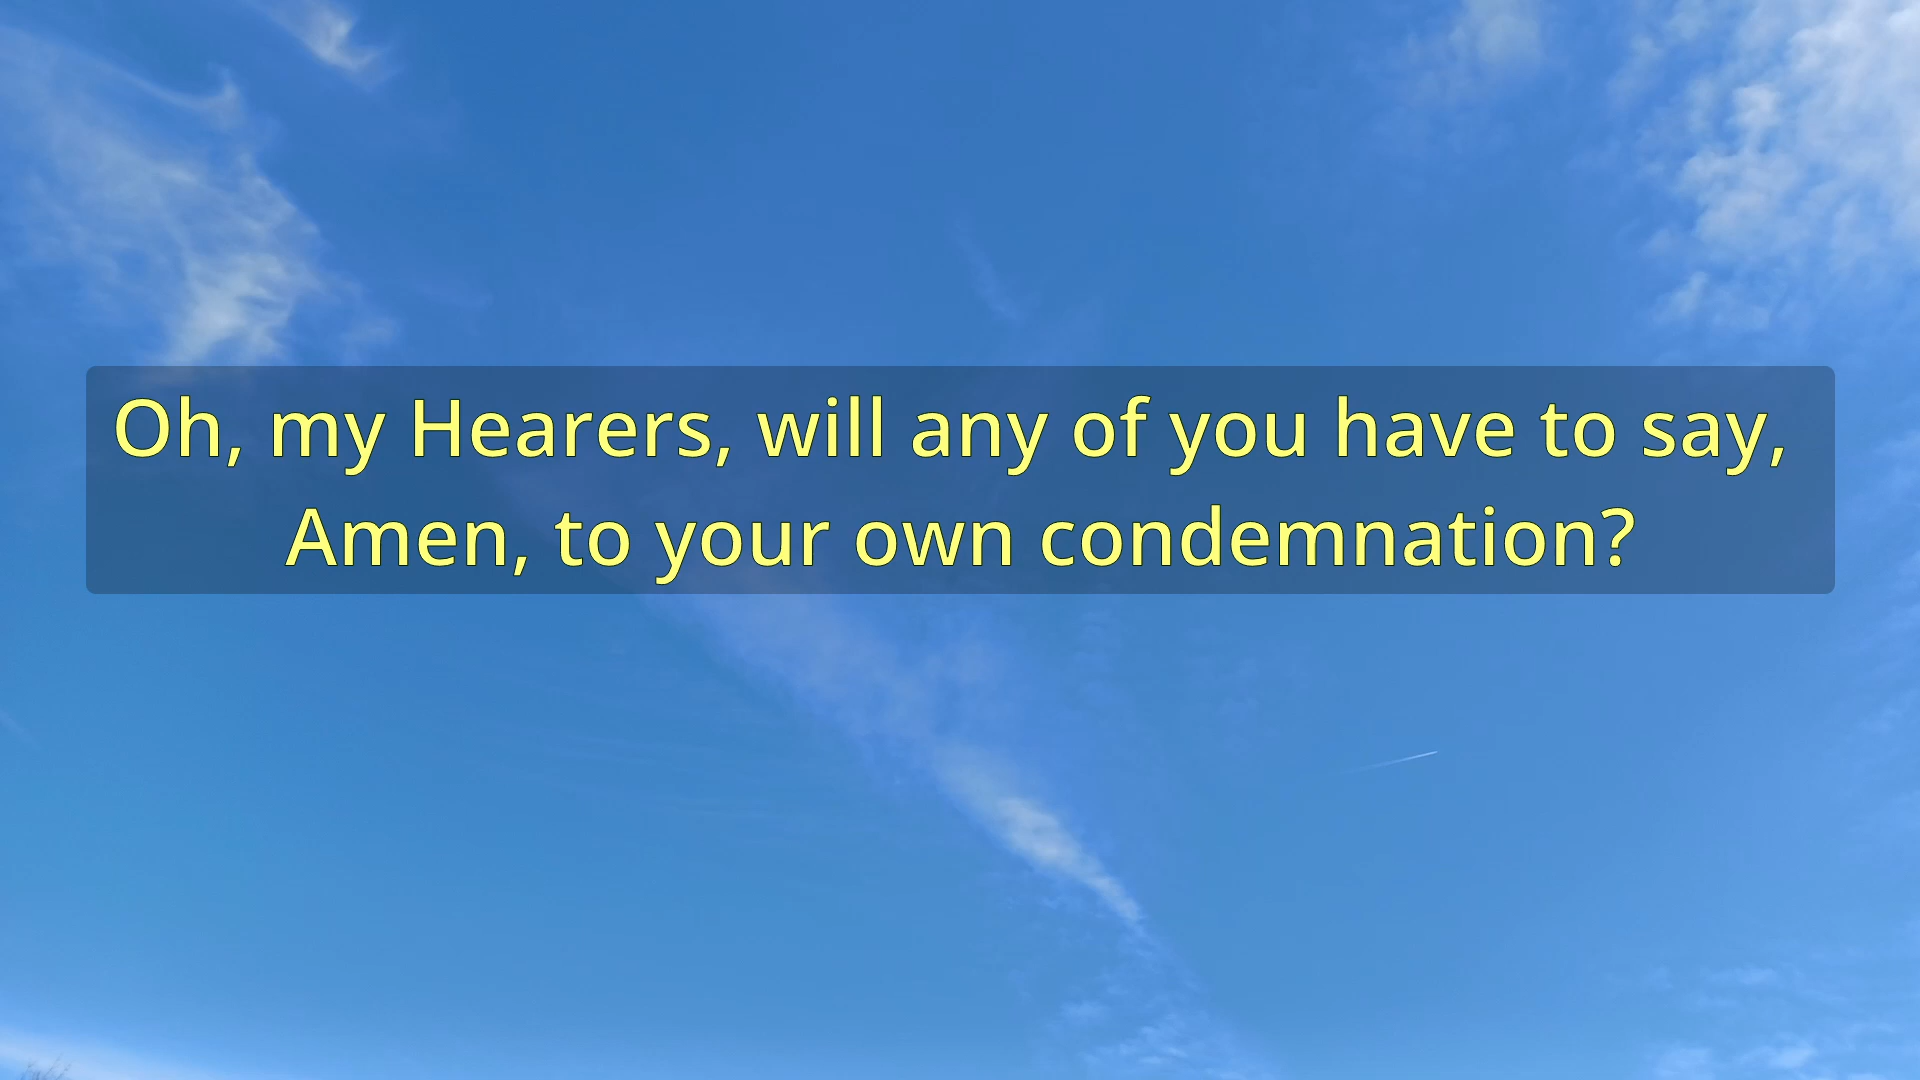 Oh, my Hearers, will any of you have to say,
Amen, to your own condemnation?